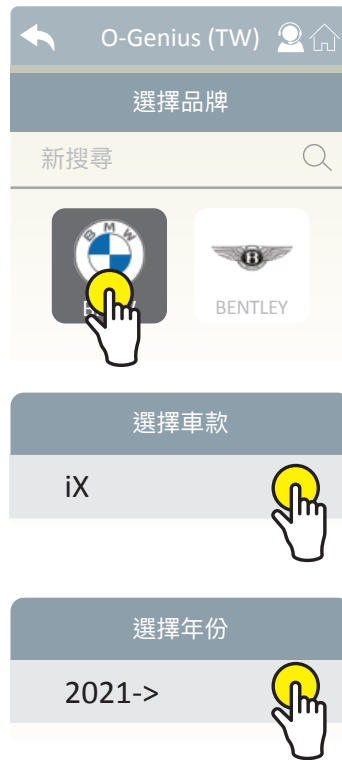 O-Genius (TW)
選擇品牌
新搜尋
BMW
BENTLEY
選擇車款
iX
選擇年份
2021->